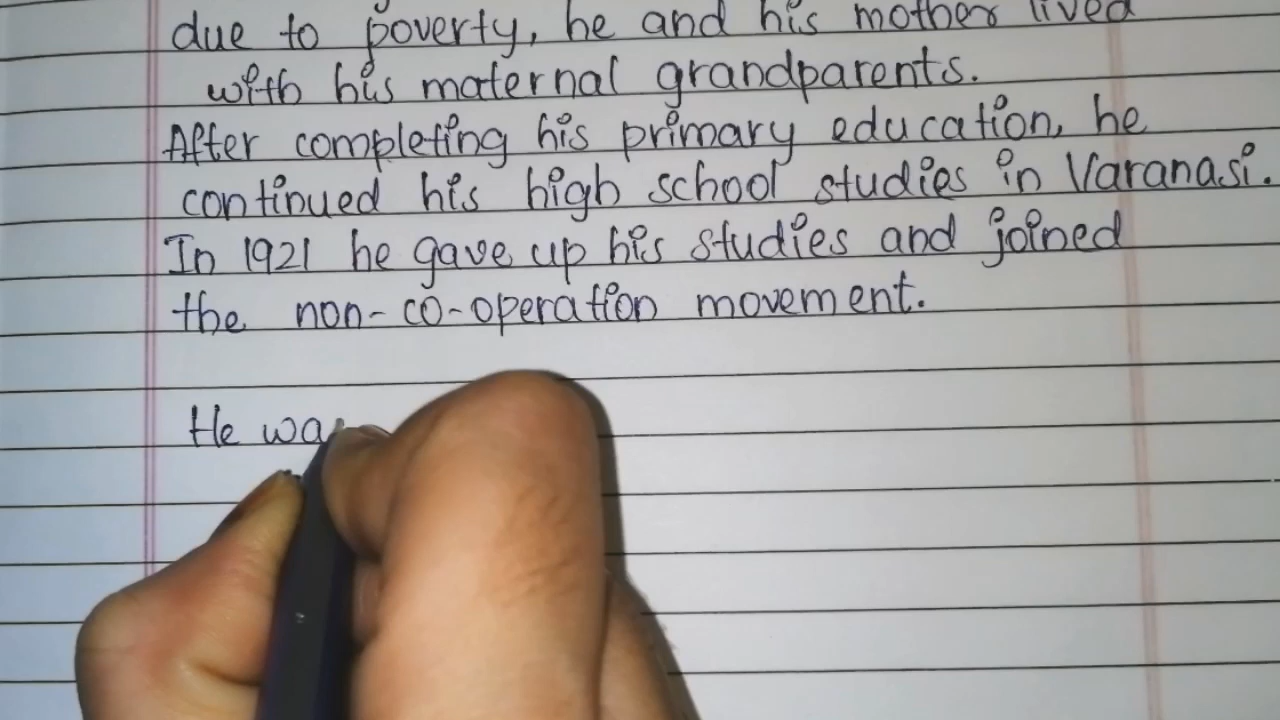 due to poverty, he and his mother lived
with his maternal grandparents.
After completing his primary education, he
continued his high school studies in Varanasi.
In 1921 he gave up his studies and joined
the non-co-operation movement.
He wa